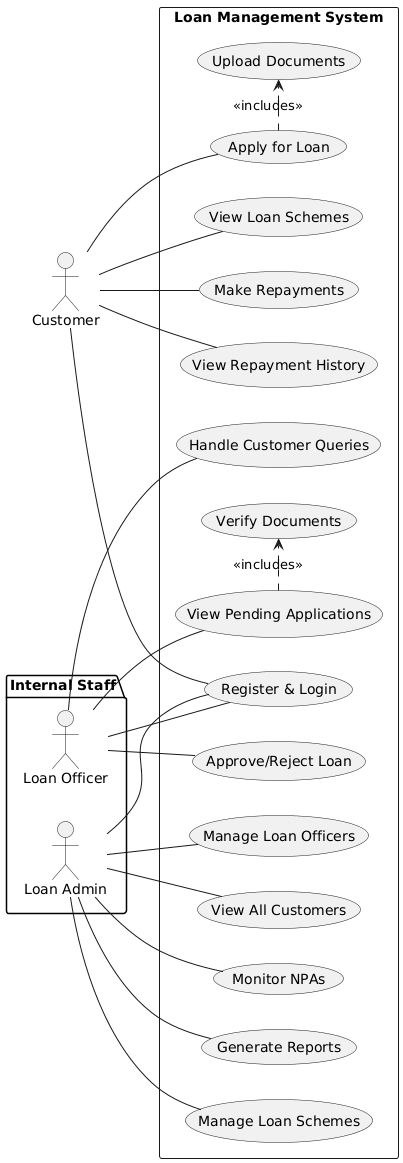 Loan Management System
Upload Documents
«includes»
Apply for Loan
View Loan Schemes
Customer
Make Repayments
View Repayment History
Handle Customer Queries
Verify Documents
«includes»
View Pending Applications
Internal Staff
Register & Login
Loan Officer
Approve/Reject Loan
Manage Loan Officers
Loan Admin
View All Customers
Monitor NPAs
Generate Reports
Manage Loan Schemes